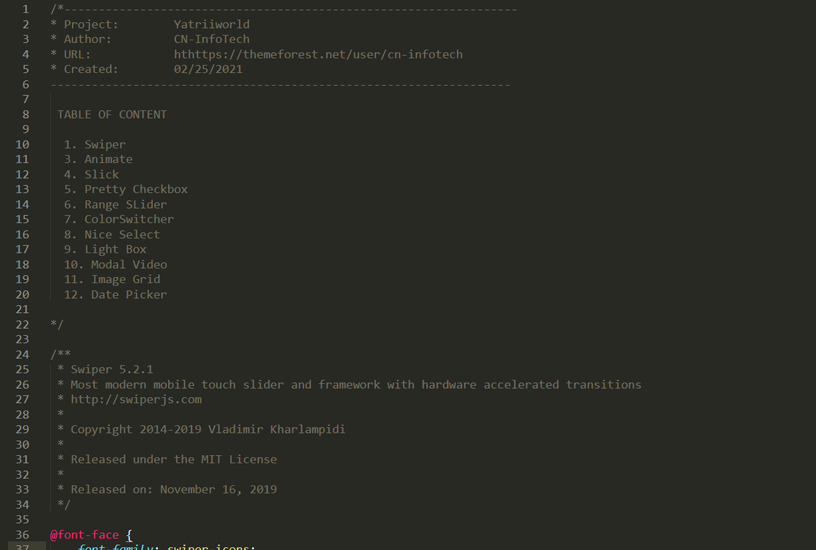 1 /*------------------------------------------------------------------
2 * Project: Yatriiworld
3 * Author: CN-InfoTech
4 * URL: hthttps://themeforest.net/user/cn-infotech
5 * Created: 02/25/2021
6 -------------------------------------------------------------------
7
8 TABLE OF CONTENT
9
10 1. Swiper
11 3. Animate
12 4. Slick
13 5. Pretty Checkbox
14 6. Range SLider
15 7. ColorSwitcher
16 8. Nice Select
17 9. Light Box
18 10. Modal Video
19 11. Image Grid
20 12. Date Picker
21
22 */
23
24 /**
25 * Swiper 5.2.1
26 * Most modern mobile touch slider and framework with hardware accelerated transitions
27 * http://swiperjs.com
28 *
29 * Copyright 2014-2019 Vladimir Kharlampidi
30 *
31 * Released under the MIT License
32 *
33 * Released on: November 16, 2019
34 */
35
36 @font-face {
37 font-family: swiper-icons;